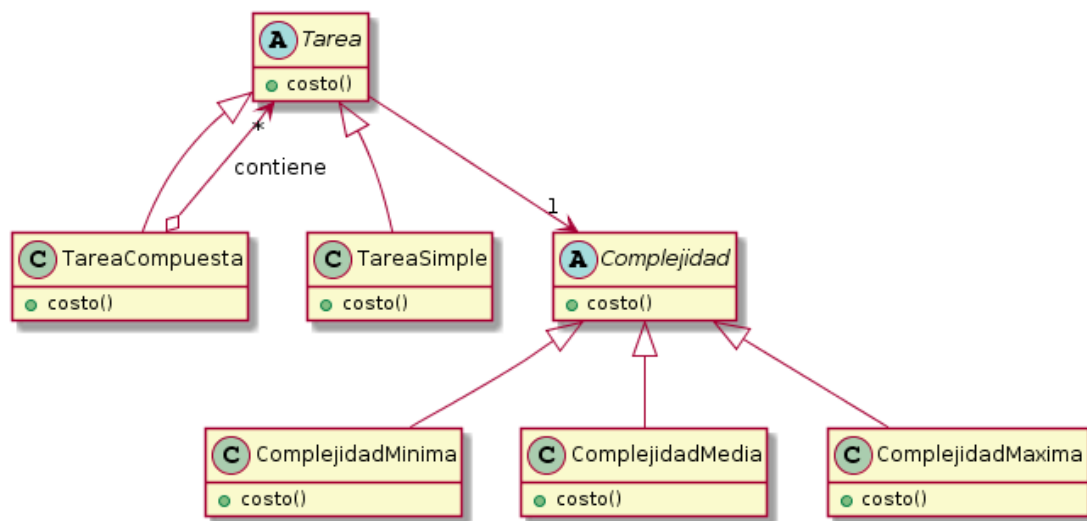 A Tarea
costo()
*
contiene
1
C TareaCompuesta
costo()
C TareaSimple
costo()
A Complejidad
costo()
C ComplejidadMinima
costo()
C ComplejidadMedia
costo()
C ComplejidadMaxima
costo()